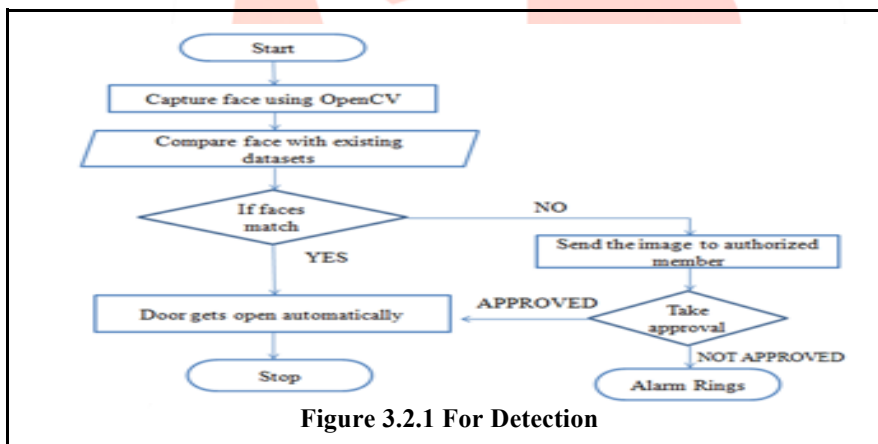 Start
Capture face using OpenCV
Compare face with existing
datasets
If faces
match
NO
YES
Send the image to authorized
member
Door gets open automatically
APPROVED
Take
approval
NOT APPROVED
Stop
Alarm Rings
Figure 3.2.1 For Detection